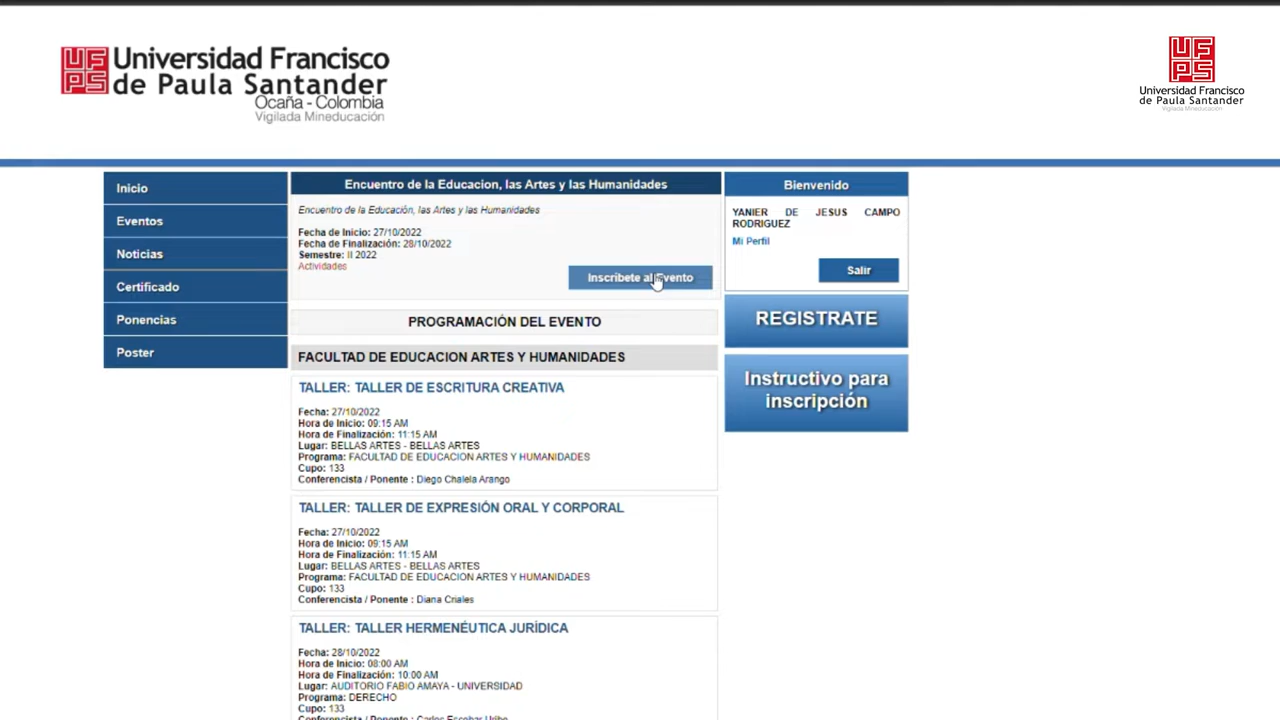 UFPS
Universidad Francisco
de Paula Santander
Ocaña - Colombia
Vigilada Mineducación
UFPS
Universidad Francisco
de Paula Santander
Vigilada Mineducación
Inicio
Eventos
Noticias
Certificado
Ponencias
Poster
Encuentro de la Educacion, las Artes y las Humanidades
Encuentro de la Educación, las Artes y las Humanidades
Fecha de Inicio: 27/10/2022
Fecha de Finalización: 28/10/2022
Semestre: II 2022
Actividades
Inscribete al Evento
PROGRAMACIÓN DEL EVENTO
FACULTAD DE EDUCACION ARTES Y HUMANIDADES
TALLER: TALLER DE ESCRITURA CREATIVA
Fecha: 27/10/2022
Hora de Inicio: 09:15 AM
Hora de Finalización: 11:15 AM
Lugar: BELLAS ARTES - BELLAS ARTES
Programa: FACULTAD DE EDUCACION ARTES Y HUMANIDADES
Cupo: 133
Conferencista / Ponente : Diego Chalela Arango
TALLER: TALLER DE EXPRESIÓN ORAL Y CORPORAL
Fecha: 27/10/2022
Hora de Inicio: 09:15 AM
Hora de Finalización: 11:15 AM
Lugar: BELLAS ARTES - BELLAS ARTES
Programa: FACULTAD DE EDUCACION ARTES Y HUMANIDADES
Cupo: 133
Conferencista / Ponente : Diana Criales
TALLER: TALLER HERMENÉUTICA JURÍDICA
Fecha: 28/10/2022
Hora de Inicio: 08:00 AM
Hora de Finalización: 10:00 AM
Lugar: AUDITORIO FABIO AMAYA - UNIVERSIDAD
Programa: DERECHO
Cupo: 133
Conferencista / Ponente : Carlos Escobar Uribe
Bienvenido
YANIER DE JESUS CAMPO
RODRIGUEZ
Mi Perfil
Salir
REGISTRATE
Instructivo para
inscripción